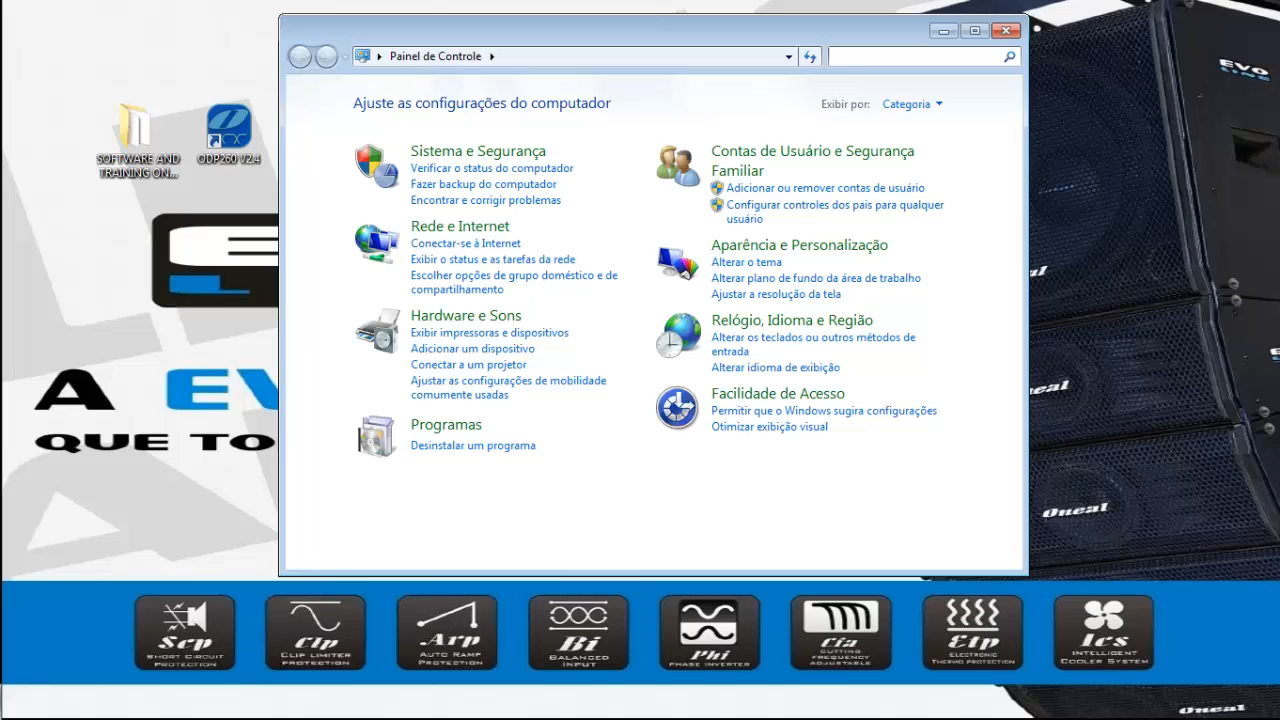 Painel de Controle
Ajuste as configurações do computador
Exibir por: Categoria
Sistema e Segurança
Verificar o status do computador
Fazer backup do computador
Encontrar e corrigir problemas
Rede e Internet
Conectar-se à Internet
Exibir o status e as tarefas da rede
Escolher opções de grupo doméstico e de
compartilhamento
Hardware e Sons
Exibir impressoras e dispositivos
Adicionar um dispositivo
Conectar a um projetor
Ajustar as configurações de mobilidade
comumente usadas
Programas
Desinstalar um programa
Contas de Usuário e Segurança
Familiar
Adicionar ou remover contas de usuário
Configurar controles dos pais para qualquer
usuário
Aparência e Personalização
Alterar o tema
Alterar plano de fundo da área de trabalho
Ajustar a resolução da tela
Relógio, Idioma e Região
Alterar os teclados ou outros métodos de
entrada
Alterar idioma de exibição
Facilidade de Acesso
Permitir que o Windows sugira configurações
Otimizar exibição visual
SOFTWARE AND
TRAINING ON...
ODP260 V2.4
A EV
QUE TO
EVO
LINE
Oneal
Oneal
Scp
SHORT CIRCUIT
PROTECTION
Clp
CLIP LIMITER
PROTECTION
Arp
AUTO RAMP
PROTECTION
Bi
BALANCED
INPUT
Phi
PHASE INVERTER
Cfa
CUTTING
FREQUENCY
ADJUSTABLE
Etp
ELECTRONIC
THERMO PROTECTION
Ics
INTELLIGENT
COOLER SYSTEM